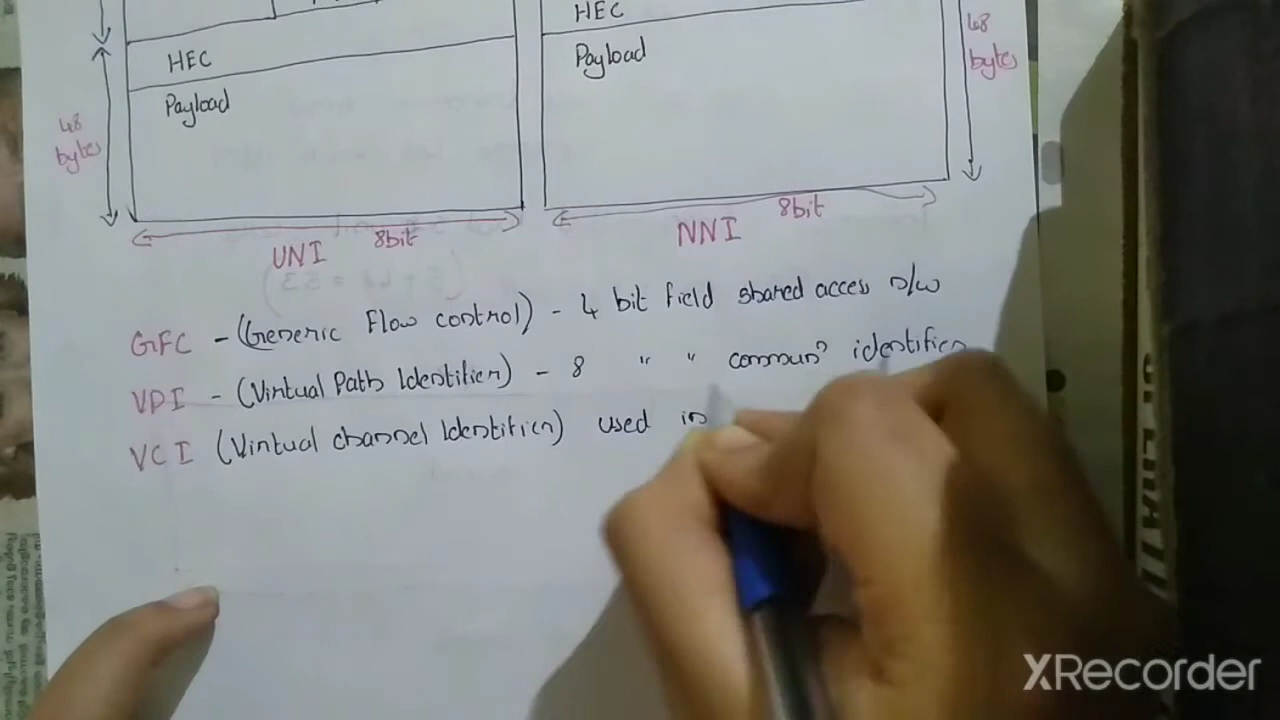 HEC
HEC
Payload
Payload
48
bytes
48
bytes
UNI 8bit
NNI 8bit
GFC - (Generic Flow control) - 4 bit field shared access n/w
VPI - (Virtual Path Identifier) - 8 " " commun? identifier
VCI (Virtual channel Identifier) used in
XRecorder